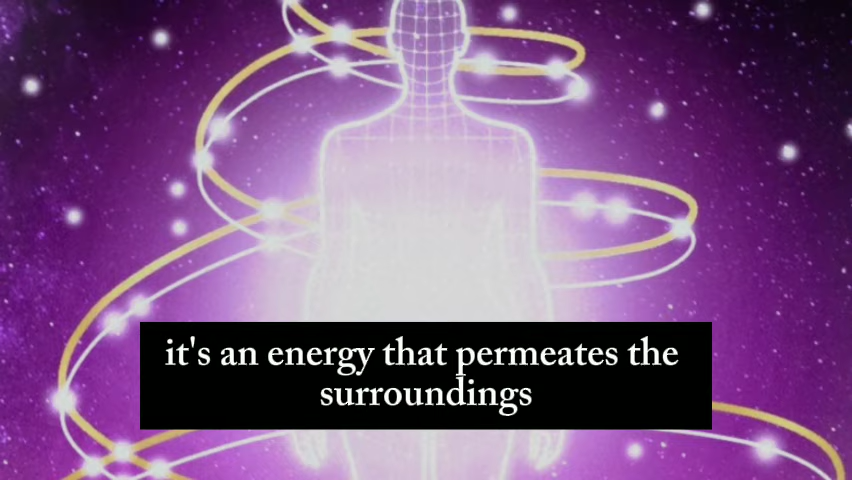 it's an energy that permeates the
surroundings